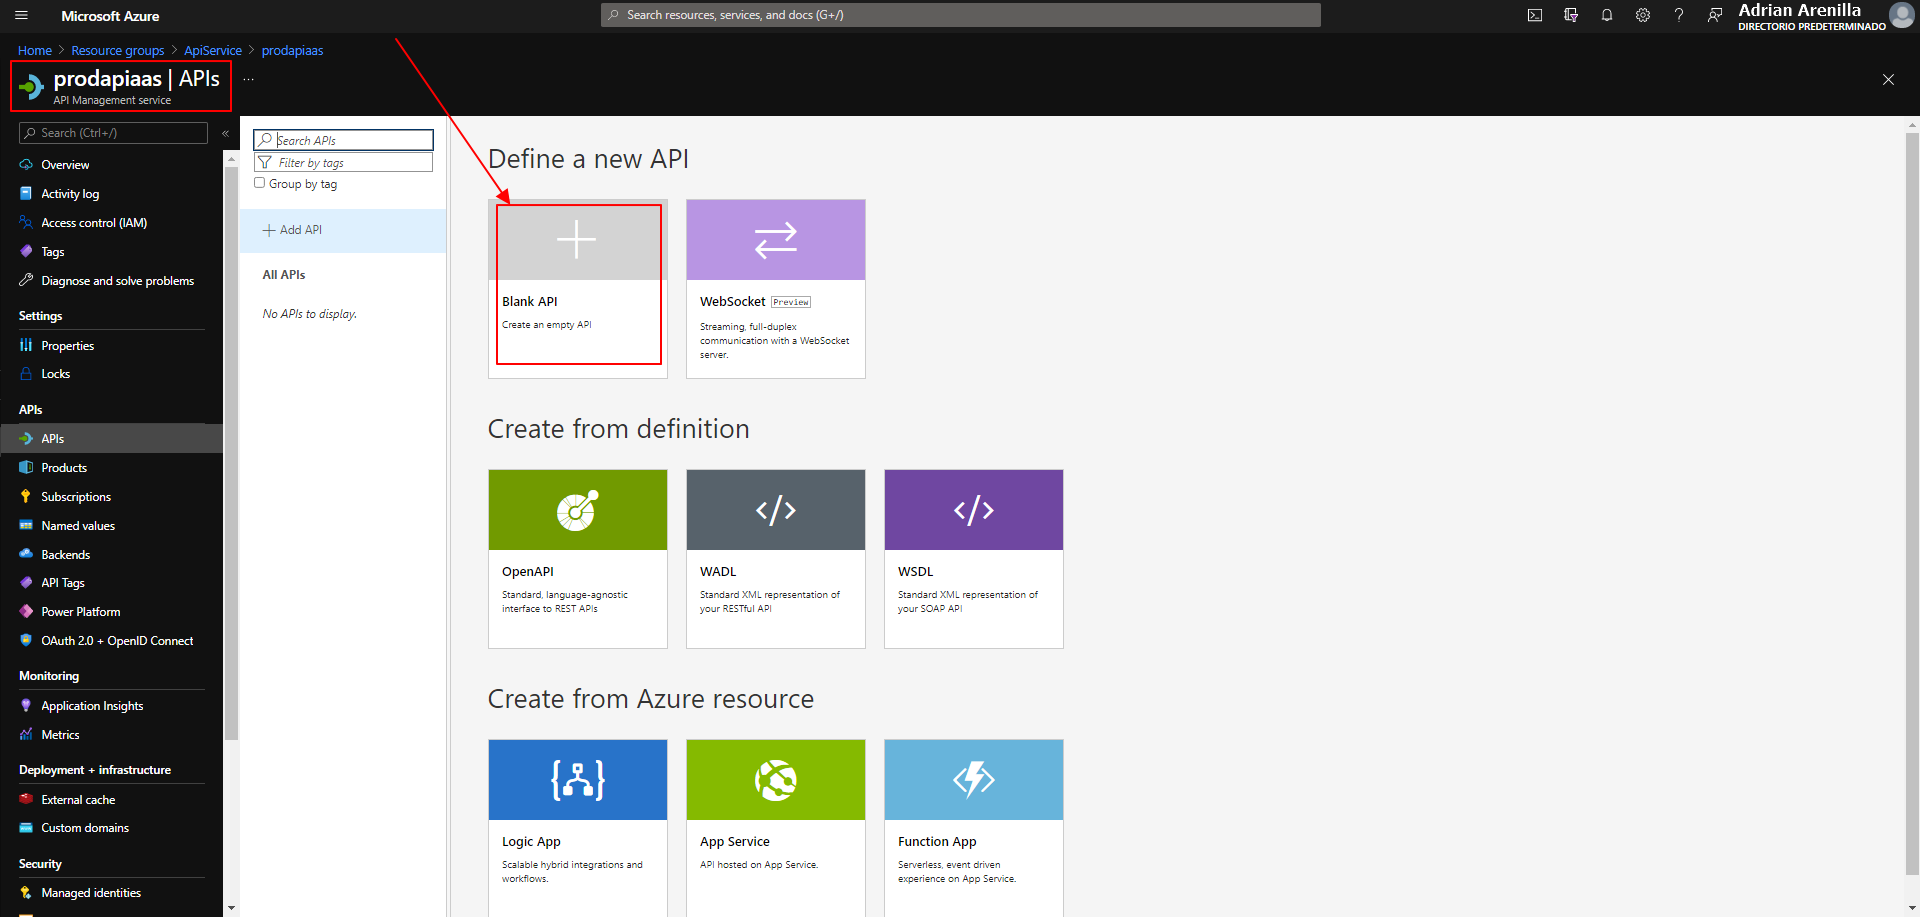 Microsoft Azure
Search resources, services, and docs (G+/)
Adrian Arenilla
DIRECTORIO PREDETERMINADO
Home > Resource groups > ApiService > prodapiaas
prodapiaas | APIs ...
API Management service
Search (Ctrl+/)
«
Overview
Activity log
Access control (IAM)
Tags
Diagnose and solve problems
Settings
Properties
Locks
APIs
APIs
Products
Subscriptions
Named values
Backends
API Tags
Power Platform
OAuth 2.0 + OpenID Connect
Monitoring
Application Insights
Metrics
Deployment + infrastructure
External cache
Custom domains
Security
Managed identities
Search APIs
Filter by tags
Group by tag
+ Add API
All APIs
No APIs to display.
Define a new API
Blank API
Create an empty API
WebSocket Preview
Streaming, full-duplex
communication with a WebSocket
server.
Create from definition
OpenAPI
Standard, language-agnostic
interface to REST APIs
WADL
Standard XML representation of
your RESTful API
WSDL
Standard XML representation of
your SOAP API
Create from Azure resource
Logic App
Scalable hybrid integrations and
workflows.
App Service
API hosted on App Service.
Function App
Serverless, event driven
experience on App Service.